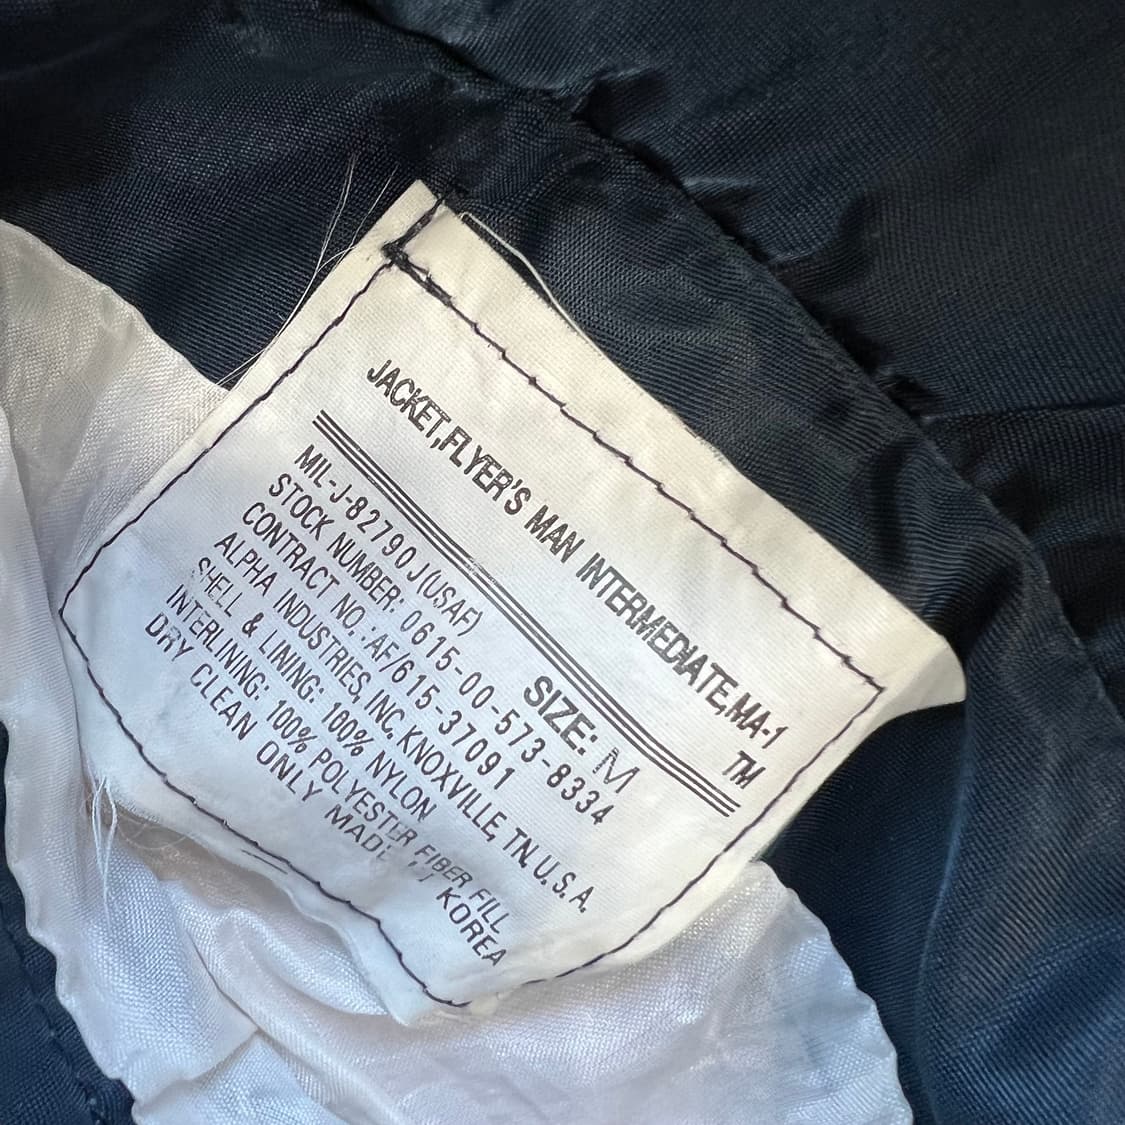 JACKET,FLYER'S MAN INTERMEDIATE,MA-1
TM
MIL-J-82790J(USAF) SIZE: M
STOCK NUMBER: 0615-00-573-8334
CONTRACT NO,:AF/615-37091
ALPHA INDUSTRIES, INC, KNOXVILLE, TN. U.S.A.
SHELL & LINING: 100% NYLON
INTERLINING: 100% POLYESTER FIBER FILL
DRY CLEAN ONLY MADE KOREA